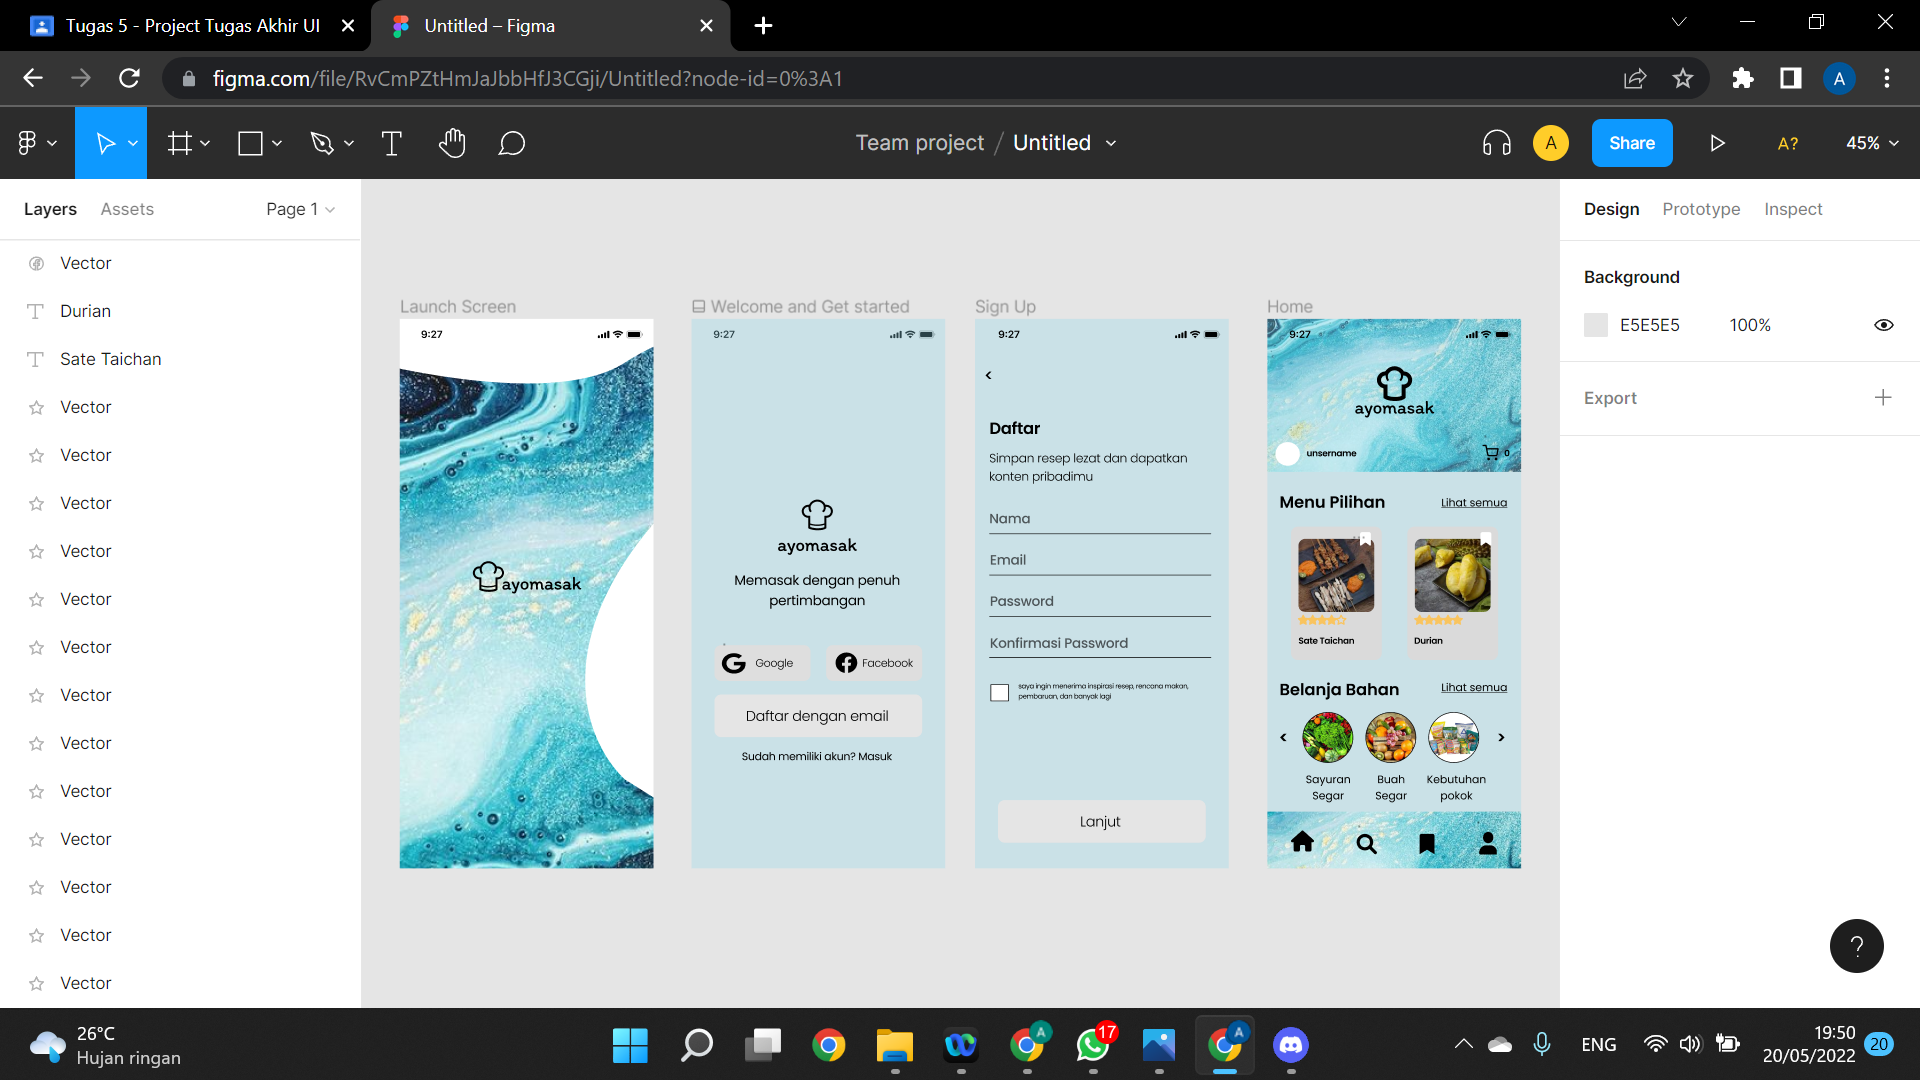 Tugas 5 - Project Tugas Akhir UI
Untitled – Figma
figma.com/file/RvCmPZtHmJaJbbHfJ3CGji/Untitled?node-id=0%3A1
A
Team project / Untitled
A
Share
A?
45%
Layers
Assets
Page 1
Vector
Durian
Sate Taichan
Vector
Vector
Vector
Vector
Vector
Vector
Vector
Vector
Vector
Vector
Vector
Vector
Vector
Launch Screen
9:27
ayomasak
Welcome and Get started
9:27
ayomasak
Memasak dengan penuh
pertimbangan
Google
Facebook
Daftar dengan email
Sudah memiliki akun? Masuk
Sign Up
9:27
<
Daftar
Simpan resep lezat dan dapatkan
konten pribadimu
Nama
Email
Password
Konfirmasi Password
saya ingin menerima inspirasi resep, rencana makan,
pembaruan, dan banyak lagi
Lanjut
Home
9:27
ayomasak
unsername
0
Menu Pilihan
Lihat semua
Sate Taichan
Durian
Belanja Bahan
Lihat semua
<
>
Sayuran
Segar
Buah
Segar
Kebutuhan
pokok
Design
Prototype
Inspect
Background
E5E5E5
100%
Export
?
26°C
Hujan ringan
A
17
A
ENG
19:50
20/05/2022
20